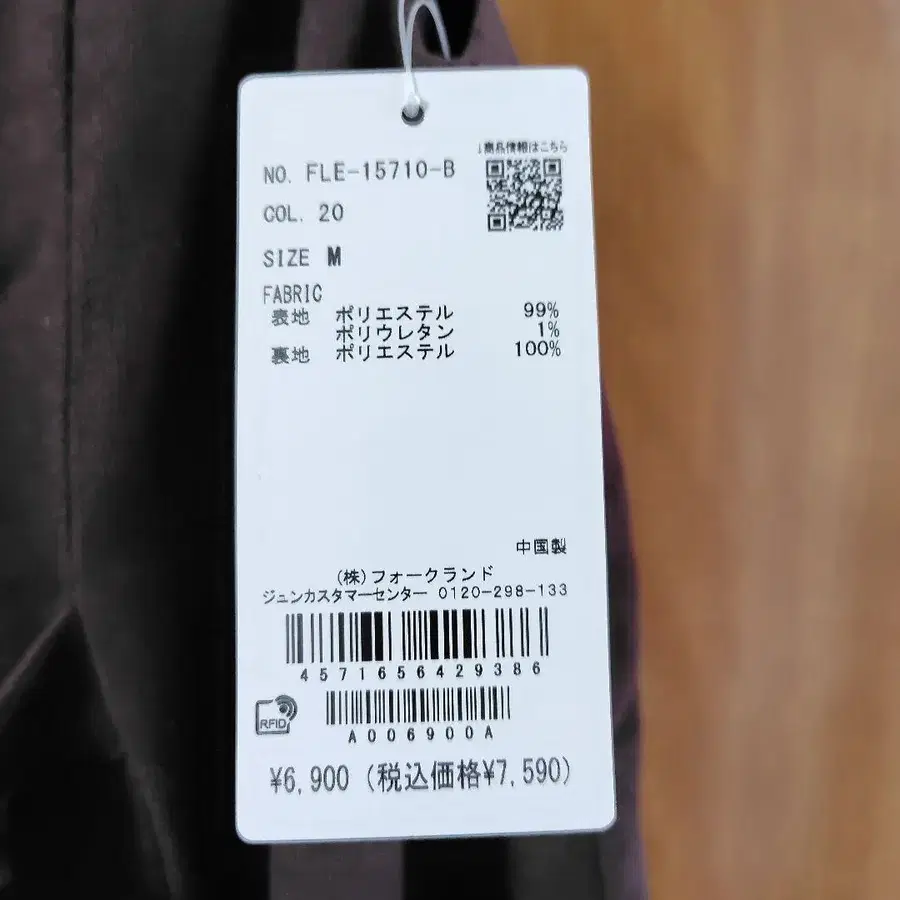 ↓商品情報はこちら
NO. FLE-15710-B
COL. 20
SIZE M
FABRIC
表地 ポリエステル 99%
ポリウレタン 1%
裏地 ポリエステル 100%
中国製
(株)フォークランド
ジュンカスタマーセンター 0120-298-133
4571656429386
RFID
A006900A
¥6,900 (税込価格¥7,590)